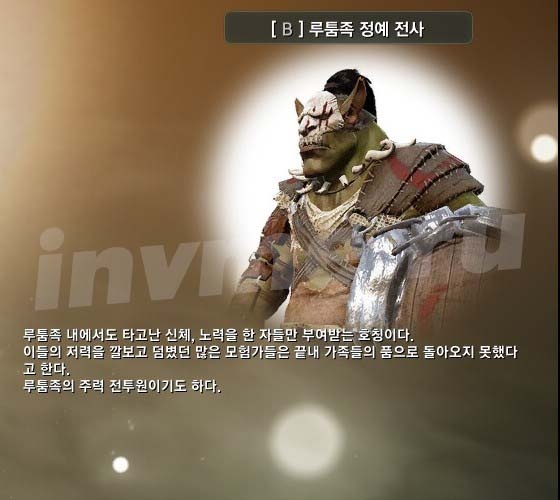 [ B ] 루툼족 정예 전사
루툼족 내에서도 타고난 신체, 노력을 한 자들만 부여받는 호칭이다.
이들의 저력을 깔보고 덤볐던 많은 모험가들은 끝내 가족들의 품으로 돌아오지 못했다
고 한다.
루툼족의 주력 전투원이기도 하다.